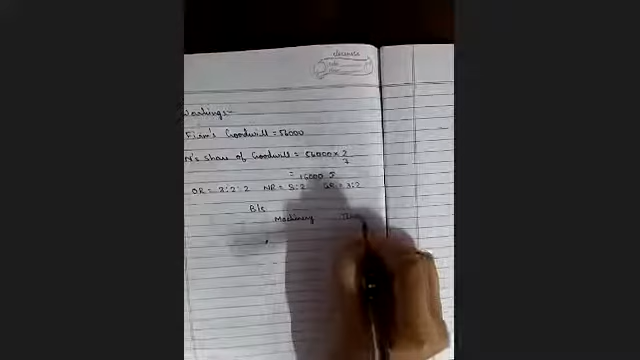 Workings:-
Firm's Goodwill = 56000
N's share of Goodwill = 56000 × 2/7
= 16000
OR = 3:2:2 NR = 5:2 GR = 3:2
B/s
Machinery